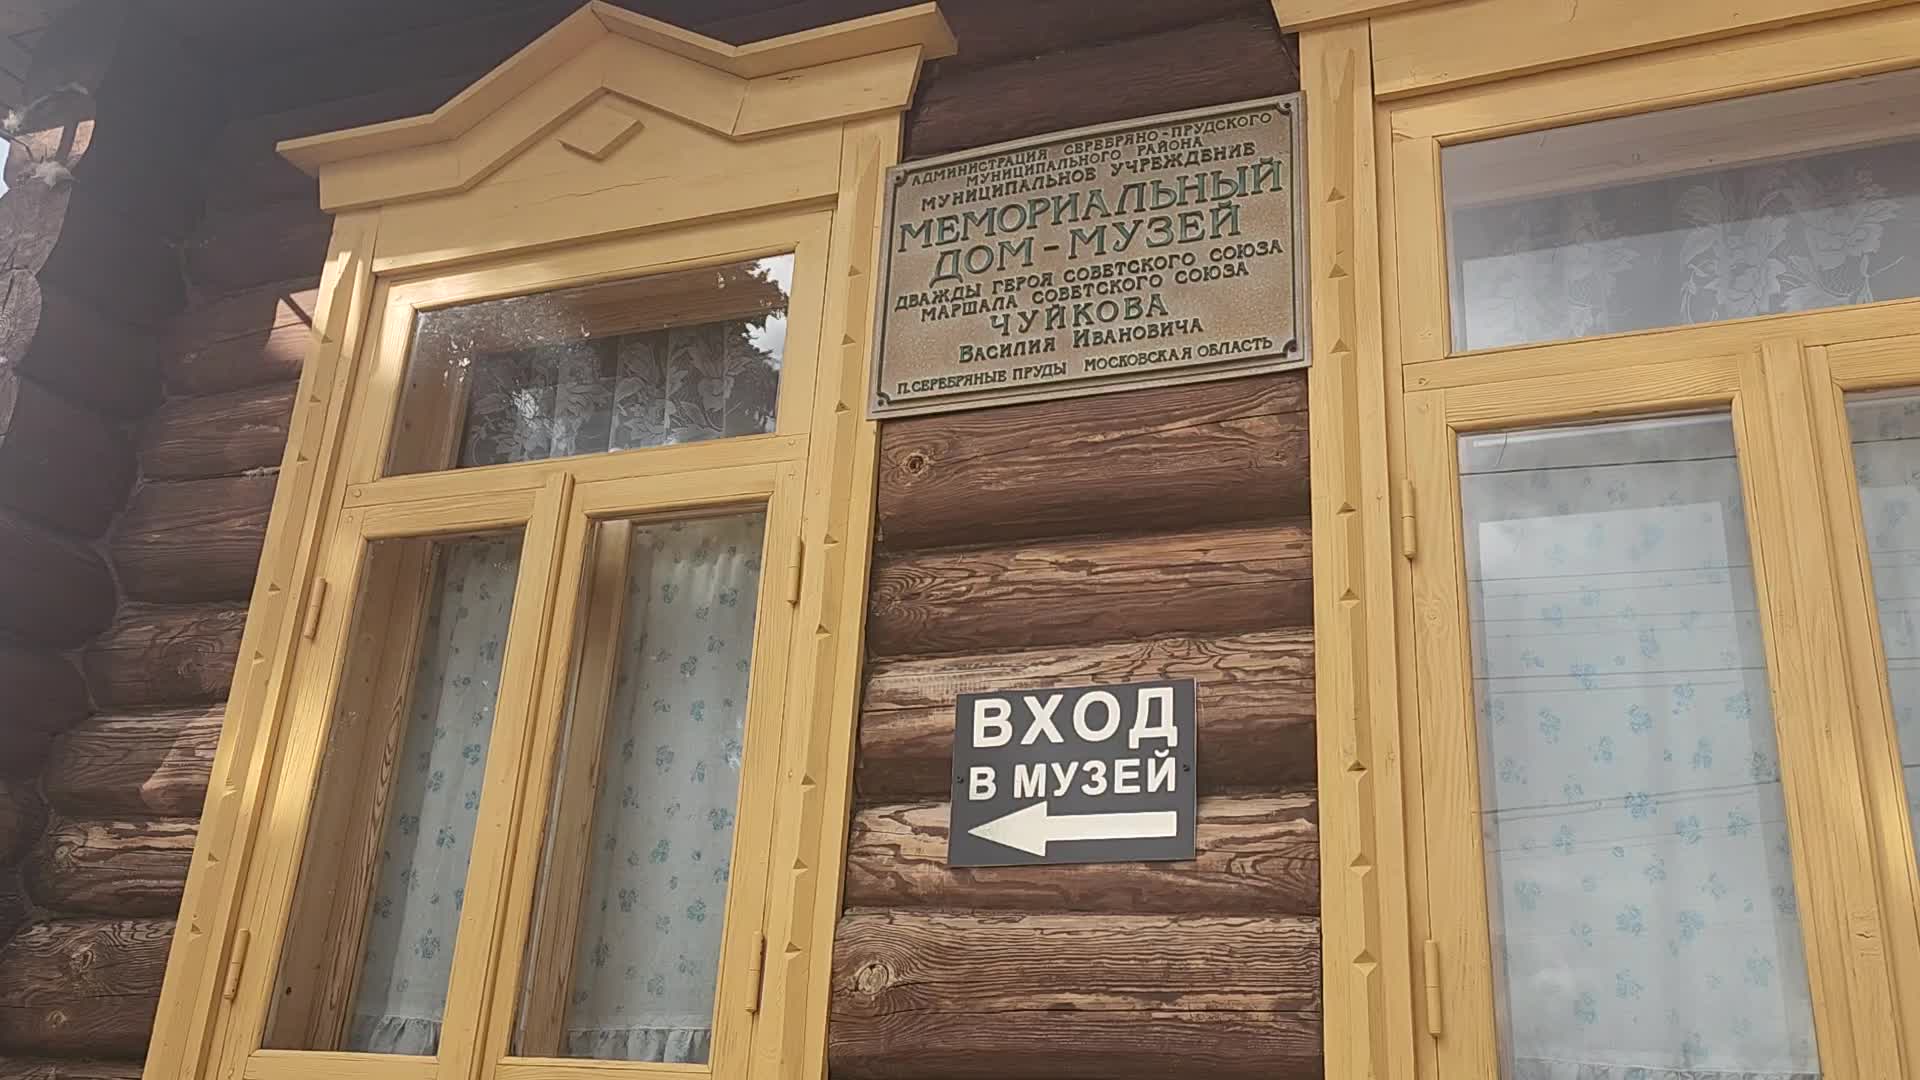 АДМИНИСТРАЦИЯ СЕРЕБРЯНО-ПРУДСКОГО
МУНИЦИПАЛЬНОГО РАЙОНА
МУНИЦИПАЛЬНОЕ УЧРЕЖДЕНИЕ
МЕМОРИАЛЬНЫЙ
ДОМ-МУЗЕЙ
ДВАЖДЫ ГЕРОЯ СОВЕТСКОГО СОЮЗА
МАРШАЛА СОВЕТСКОГО СОЮЗА
ЧУЙКОВА
ВАСИЛИЯ ИВАНОВИЧА
П.СЕРЕБРЯНЫЕ ПРУДЫ МОСКОВСКАЯ ОБЛАСТЬ
ВХОД
В МУЗЕЙ